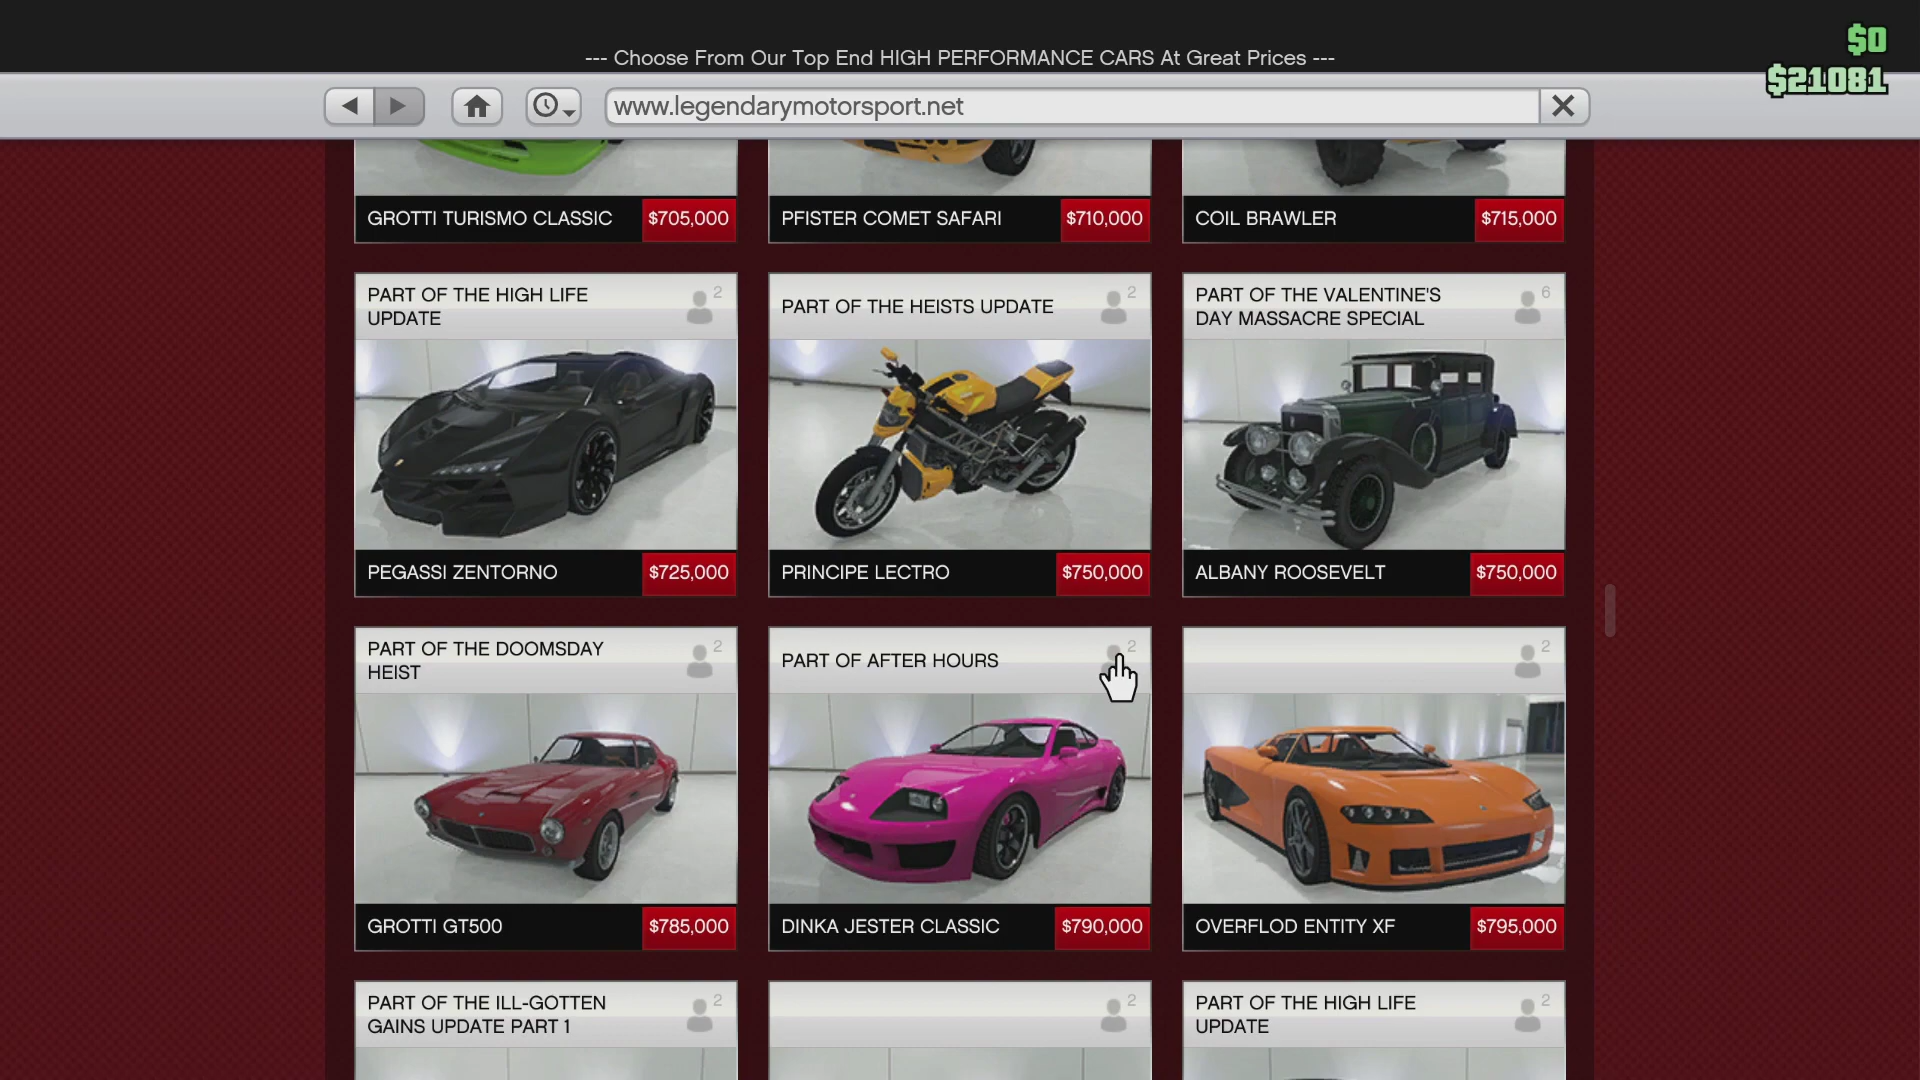 --- Choose From Our Top End HIGH PERFORMANCE CARS At Great Prices ---
$0
$21081
www.legendarymotorsport.net
GROTTI TURISMO CLASSIC $705,000
PFISTER COMET SAFARI $710,000
COIL BRAWLER $715,000
PART OF THE HIGH LIFE
UPDATE
2
PEGASSI ZENTORNO $725,000
PART OF THE HEISTS UPDATE
2
PRINCIPE LECTRO $750,000
PART OF THE VALENTINE'S
DAY MASSACRE SPECIAL
6
ALBANY ROOSEVELT $750,000
PART OF THE DOOMSDAY
HEIST
2
GROTTI GT500 $785,000
PART OF AFTER HOURS
2
DINKA JESTER CLASSIC $790,000
2
OVERFLOD ENTITY XF $795,000
PART OF THE ILL-GOTTEN
GAINS UPDATE PART 1
2
2
PART OF THE HIGH LIFE
UPDATE
2